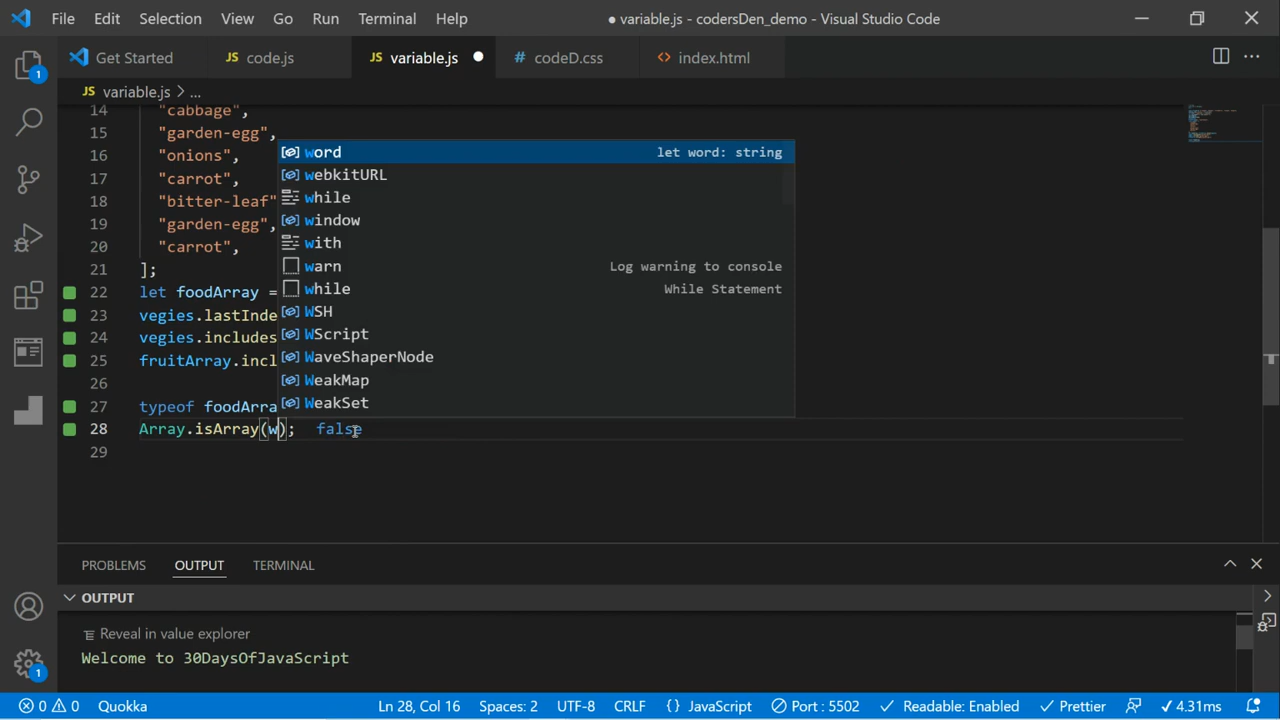 File Edit Selection View Go Run Terminal Help ● variable.js - codersDen_demo - Visual Studio Code
Get Started JS code.js JS variable.js # codeD.css <> index.html ...
1
JS variable.js > ...
14 "cabbage",
15 "garden-egg",
16 "onions",
17 "carrot",
18 "bitter-leaf"
19 "garden-egg",
20 "carrot",
21 ];
22 let foodArray =
23 vegies.lastInde
24 vegies.includes
25 fruitArray.incl
26
27 typeof foodArra
28 Array.isArray(w); false
29
word let word: string
webkitURL
while
window
with
warn Log warning to console
while While Statement
WSH
WScript
WaveShaperNode
WeakMap
WeakSet
PROBLEMS OUTPUT TERMINAL
OUTPUT
Reveal in value explorer
Welcome to 30DaysOfJavaScript
1
0 0 Quokka Ln 28, Col 16 Spaces: 2 UTF-8 CRLF {} JavaScript Port : 5502 Readable: Enabled Prettier 4.31ms